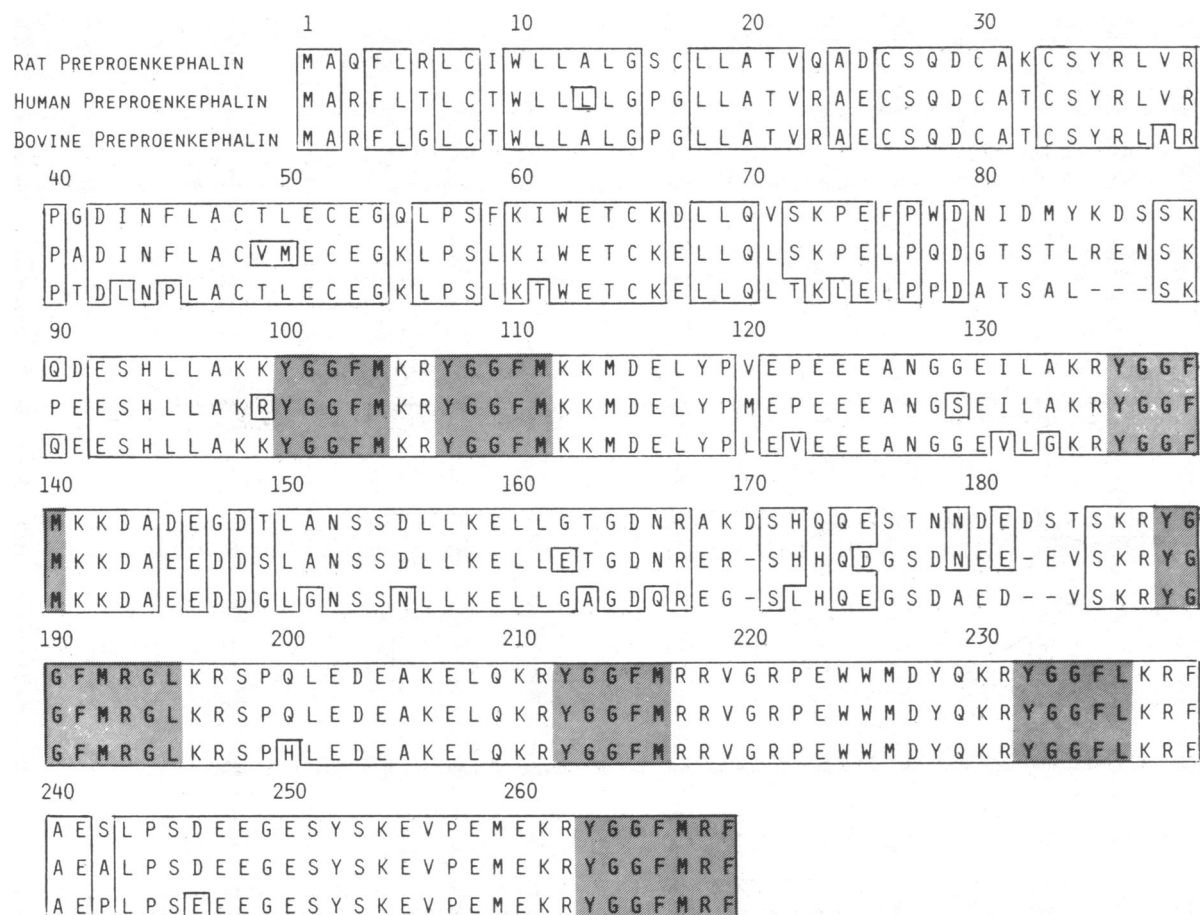 1 10 20 30
RAT PREPROENKEPHALIN M A Q F L R L C I W L L A L G S C L L A T V Q A D C S Q D C A K C S Y R L V R
HUMAN PREPROENKEPHALIN M A R F L T L C T W L L L L G P G L L A T V R A E C S Q D C A T C S Y R L V R
BOVINE PREPROENKEPHALIN M A R F L G L C T W L L A L G P G L L A T V R A E C S Q D C A T C S Y R L A R
40 50 60 70 80
P G D I N F L A C T L E C E G Q L P S F K I W E T C K D L L Q V S K P E F P W D N I D M Y K D S S K
P A D I N F L A C V M E C E G K L P S L K I W E T C K E L L Q L S K P E L P Q D G T S T L R E N S K
P T D L N P L A C T L E C E G K L P S L K T W E T C K E L L Q L T K L E L P P D A T S A L - - - S K
90 100 110 120 130
Q D E S H L L A K K Y G G F M K R Y G G F M K K M D E L Y P V E P E E E A N G G E I L A K R Y G G F
P E E S H L L A K R Y G G F M K R Y G G F M K K M D E L Y P M E P E E E A N G S E I L A K R Y G G F
Q E E S H L L A K K Y G G F M K R Y G G F M K K M D E L Y P L E V E E E A N G G E V L G K R Y G G F
140 150 160 170 180
M K K D A D E G D T L A N S S D L L K E L L G T G D N R A K D S H Q Q E S T N N D E D S T S K R Y G
M K K D A E E D D S L A N S S D L L K E L L E T G D N R E R - S H H Q D G S D N E E - E V S K R Y G
M K K D A E E D D G L G N S S N L L K E L L G A G D Q R E G - S L H Q E G S D A E D - - V S K R Y G
190 200 210 220 230
G F M R G L K R S P Q L E D E A K E L Q K R Y G G F M R R V G R P E W W M D Y Q K R Y G G F L K R F
G F M R G L K R S P Q L E D E A K E L Q K R Y G G F M R R V G R P E W W M D Y Q K R Y G G F L K R F
G F M R G L K R S P H L E D E A K E L Q K R Y G G F M R R V G R P E W W M D Y Q K R Y G G F L K R F
240 250 260
A E S L P S D E E G E S Y S K E V P E M E K R Y G G F M R F
A E A L P S D E E G E S Y S K E V P E M E K R Y G G F M R F
A E P L P S E E E G E S Y S K E V P E M E K R Y G G F M R F